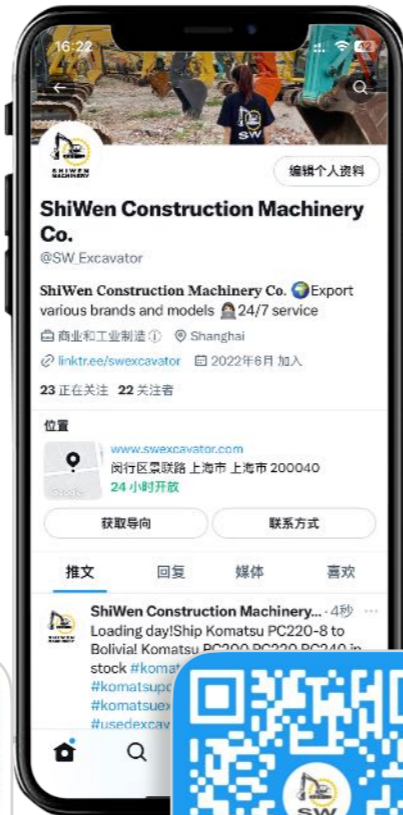 16:22
42
SW
SHIWEN
MACHINERY
编辑个人资料
ShiWen Construction Machinery
Co.
@SW_Excavator
ShiWen Construction Machinery Co. 🌍Export
various brands and models 👩🏻‍💻24/7 service
商业和工业制造 Shanghai
linktr.ee/swexcavator 2022年6月 加入
23 正在关注 22 关注者
位置
www.swexcavator.com
闵行区景联路 上海市 上海市 200040
24 小时开放
Google
获取导向 联系方式
推文 回复 媒体 喜欢
ShiWen Construction Machinery... · 4秒 ···
Loading day!Ship Komatsu PC220-8 to
Bolivia! Komatsu PC200 PC220 PC240 in
stock #komat
#komatsupc
#komatsuex
#usedexcav
SW